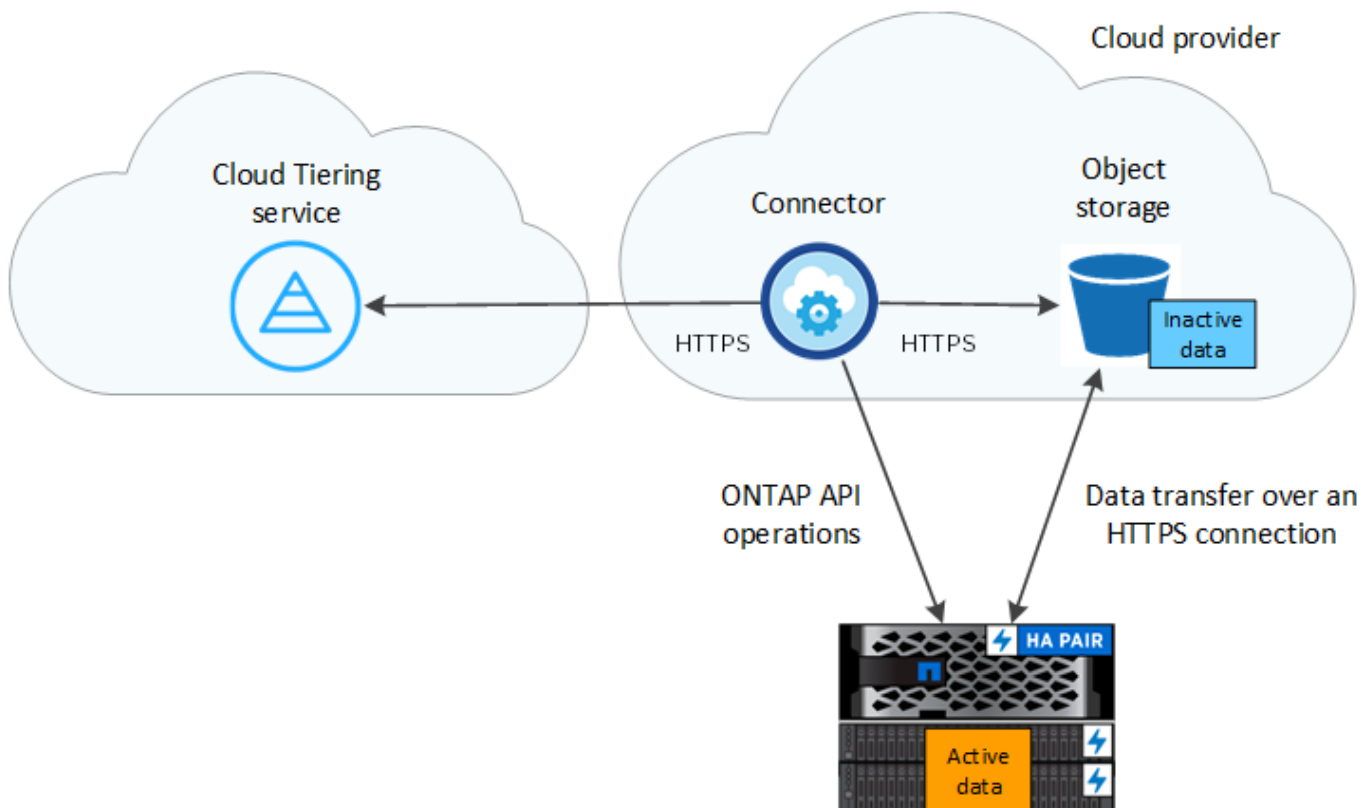 Cloud provider
Cloud Tiering
service
Connector
Object
storage
Inactive
data
HTTPS
HTTPS
ONTAP API
operations
Data transfer over an
HTTPS connection
HA PAIR
Active
data